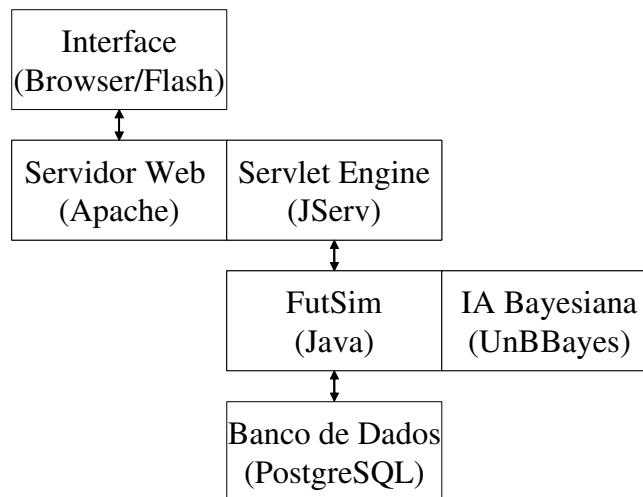 Interface
(Browser/Flash)
Servidor Web
(Apache)
Servlet Engine
(JServ)
FutSim
(Java)
IA Bayesiana
(UnBBayes)
Banco de Dados
(PostgreSQL)